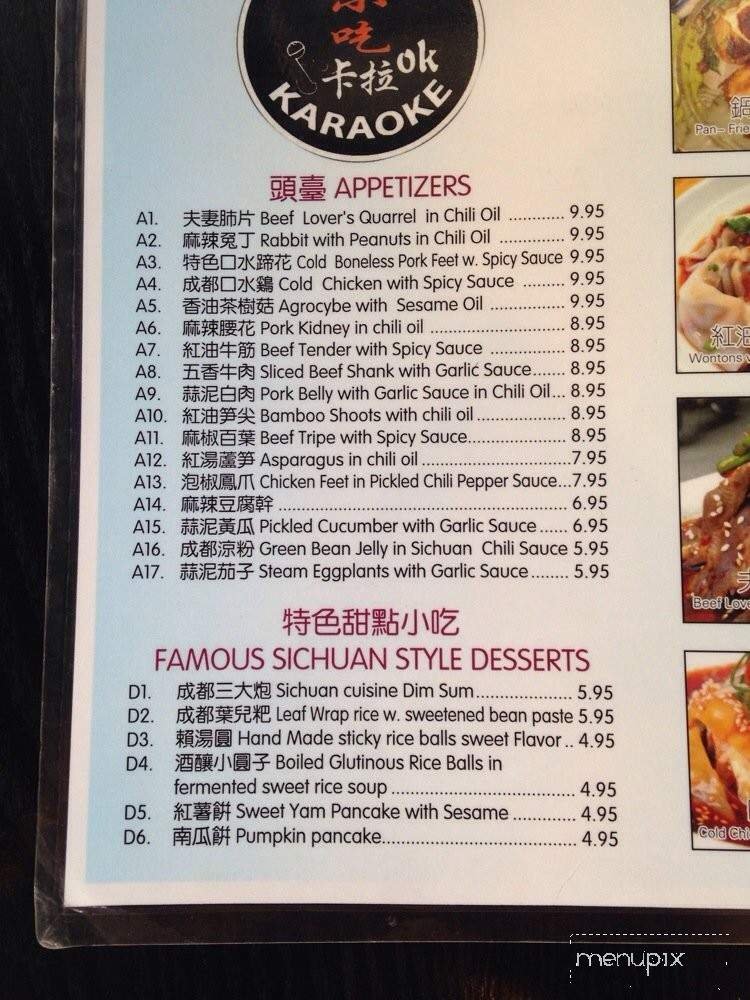 吃
卡拉ok
KARAOKE
頭臺 APPETIZERS
A1. 夫妻肺片 Beef Lover's Quarrel in Chili Oil ............ 9.95
A2. 麻辣兔丁 Rabbit with Peanuts in Chili Oil ............ 9.95
A3. 特色口水蹄花 Cold Boneless Pork Feet w. Spicy Sauce 9.95
A4. 成都口水鷄 Cold Chicken with Spicy Sauce ......... 9.95
A5. 香油茶樹菇 Agrocybe with Sesame Oil ............... 9.95
A6. 麻辣腰花 Pork Kidney in chili oil ......................... 8.95
A7. 紅油牛筋 Beef Tender with Spicy Sauce ............... 8.95
A8. 五香牛肉 Sliced Beef Shank with Garlic Sauce....... 8.95
A9. 蒜泥白肉 Pork Belly with Garlic Sauce in Chili Oil... 8.95
A10. 紅油笋尖 Bamboo Shoots with chili oil .................. 8.95
A11. 麻椒百葉 Beef Tripe with Spicy Sauce.................... 8.95
A12. 紅湯蘆笋 Asparagus in chili oil ..............................7.95
A13. 泡椒鳳爪 Chicken Feet in Pickled Chili Pepper Sauce...7.95
A14. 麻辣豆腐幹 .......................................................... 6.95
A15. 蒜泥黃瓜 Pickled Cucumber with Garlic Sauce ...... 6.95
A16. 成都涼粉 Green Bean Jelly in Sichuan Chili Sauce 5.95
A17. 蒜泥茄子 Steam Eggplants with Garlic Sauce........ 5.95
特色甜點小吃
FAMOUS SICHUAN STYLE DESSERTS
D1. 成都三大炮 Sichuan cuisine Dim Sum.................... 5.95
D2. 成都葉兒粑 Leaf Wrap rice w. sweetened bean paste 5.95
D3. 賴湯圓 Hand Made sticky rice balls sweet Flavor.. 4.95
D4. 酒釀小圓子 Boiled Glutinous Rice Balls in
fermented sweet rice soup ...................................... 4.95
D5. 紅薯餅 Sweet Yam Pancake with Sesame ............. 4.95
D6. 南瓜餅 Pumpkin pancake........................................ 4.95
鍋
Pan- Frie
紅油
Wontons v
夫
Beef Love
Cold Chic
menupix